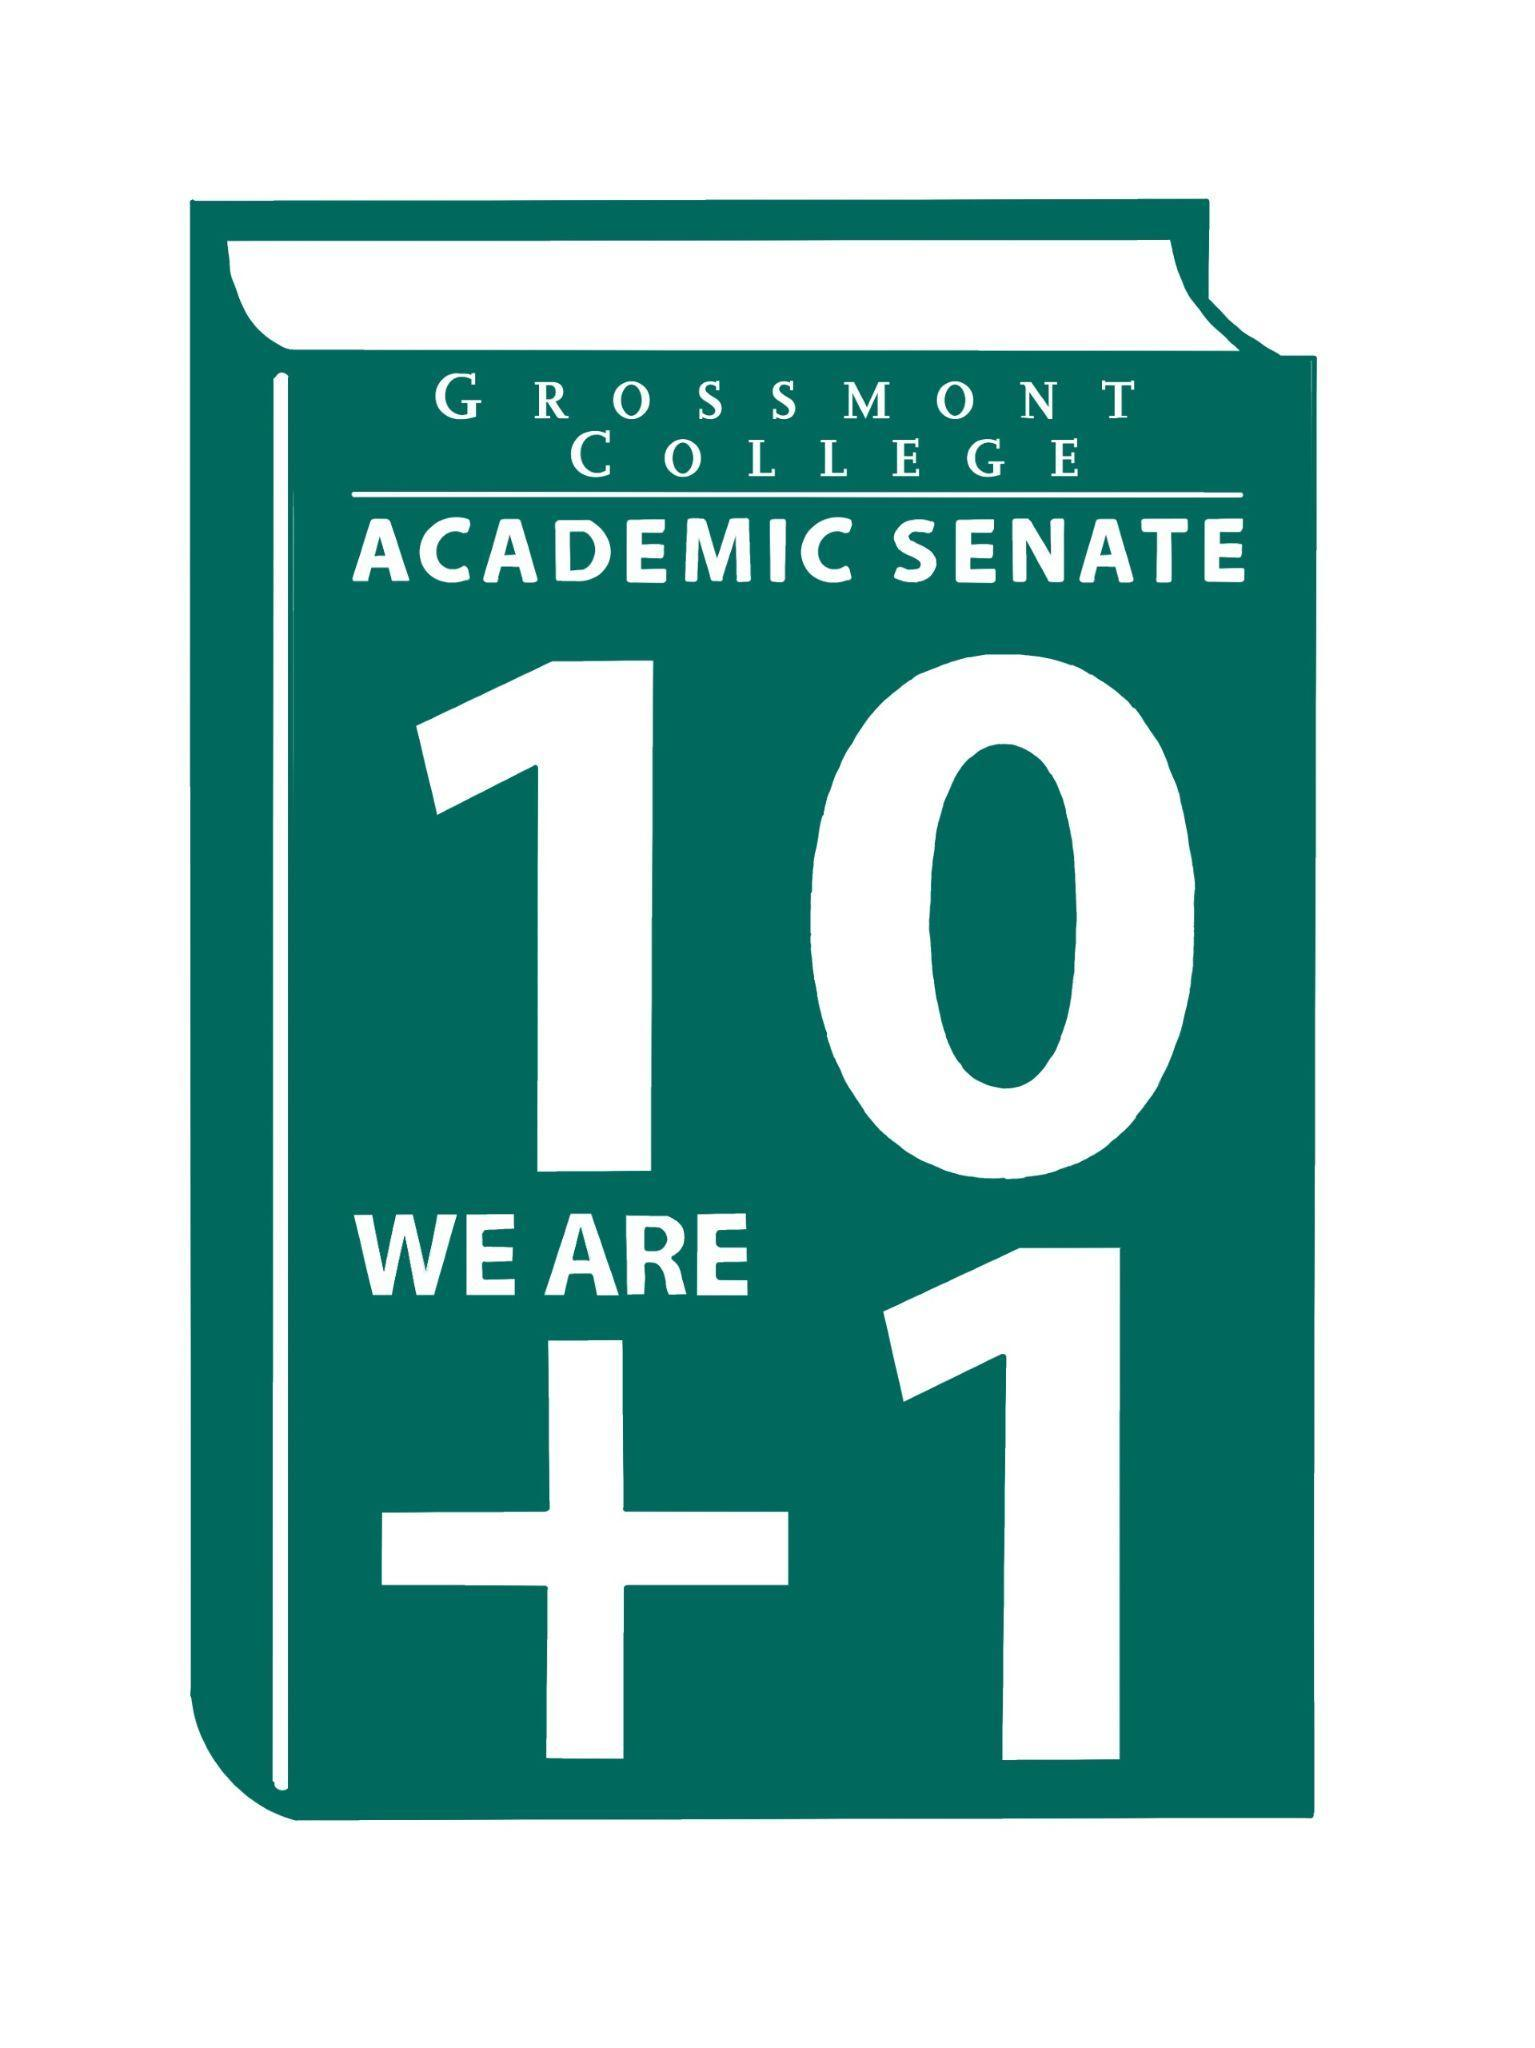 GROSSMONT
COLLEGE
ACADEMIC SENATE
10
WE ARE
+1